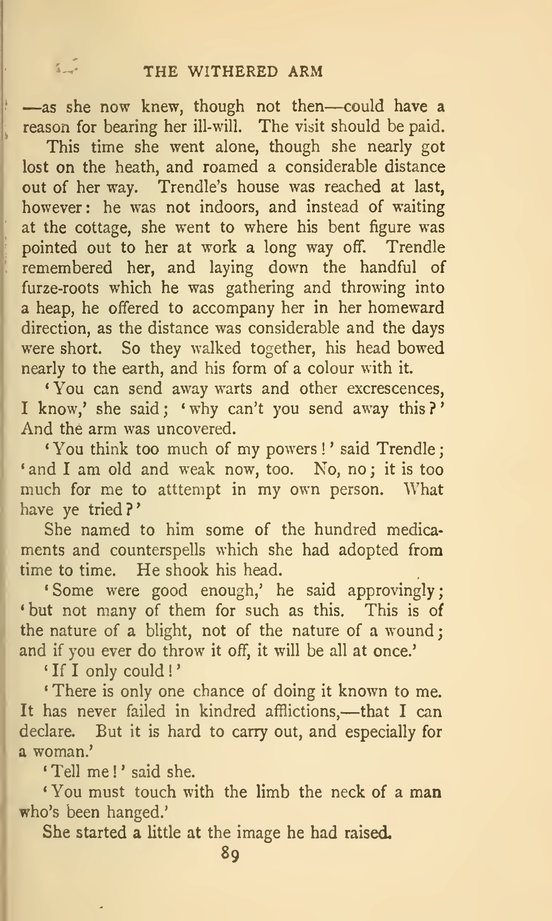 THE WITHERED ARM
—as she now knew, though not then—could have a
reason for bearing her ill-will. The visit should be paid.
This time she went alone, though she nearly got
lost on the heath, and roamed a considerable distance
out of her way. Trendle's house was reached at last,
however: he was not indoors, and instead of waiting
at the cottage, she went to where his bent figure was
pointed out to her at work a long way off. Trendle
remembered her, and laying down the handful of
furze-roots which he was gathering and throwing into
a heap, he offered to accompany her in her homeward
direction, as the distance was considerable and the days
were short. So they walked together, his head bowed
nearly to the earth, and his form of a colour with it.
‘You can send away warts and other excrescences,
I know,’ she said; ‘why can't you send away this?’
And the arm was uncovered.
‘You think too much of my powers!’ said Trendle;
‘and I am old and weak now, too. No, no; it is too
much for me to atttempt in my own person. What
have ye tried?’
She named to him some of the hundred medica-
ments and counterspells which she had adopted from
time to time. He shook his head.
‘Some were good enough,’ he said approvingly;
‘but not many of them for such as this. This is of
the nature of a blight, not of the nature of a wound;
and if you ever do throw it off, it will be all at once.’
‘If I only could!’
‘There is only one chance of doing it known to me.
It has never failed in kindred afflictions,—that I can
declare. But it is hard to carry out, and especially for
a woman.’
‘Tell me!’ said she.
‘You must touch with the limb the neck of a man
who's been hanged.’
She started a little at the image he had raised.
89